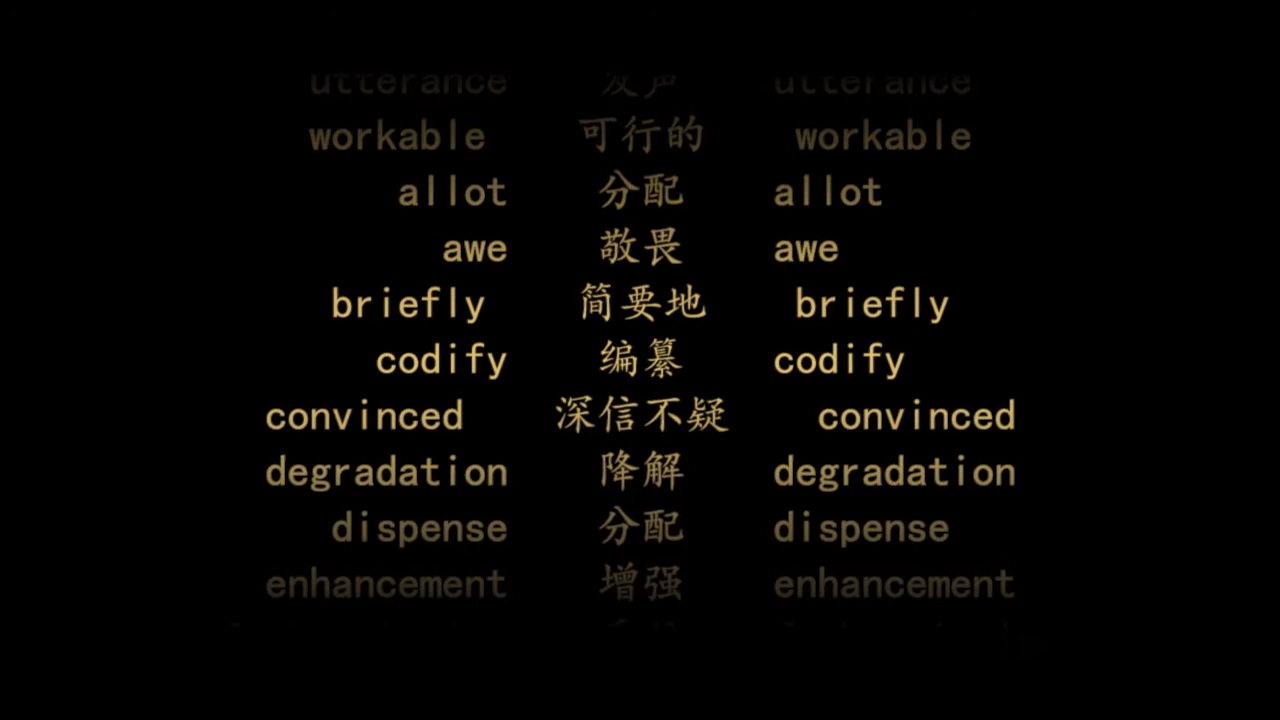 utterance 发声 utterance
workable 可行的 workable
allot 分配 allot
awe 敬畏 awe
briefly 简要地 briefly
codify 编纂 codify
convinced 深信不疑 convinced
degradation 降解 degradation
dispense 分配 dispense
enhancement 增强 enhancement